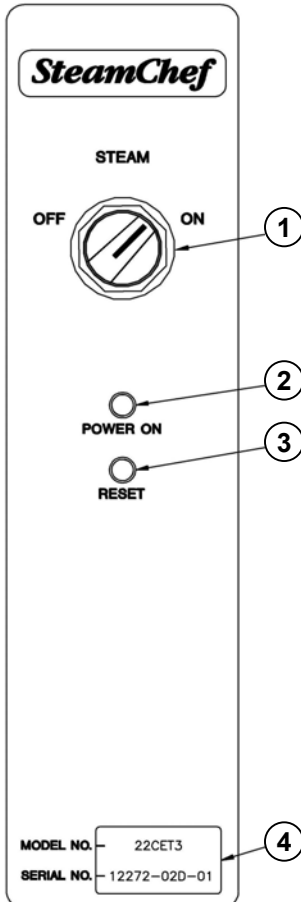 SteamChef
STEAM
OFF ON
1
2
POWER ON
3
RESET
4
MODEL NO. 22CET3
SERIAL NO. 12272-02D-01